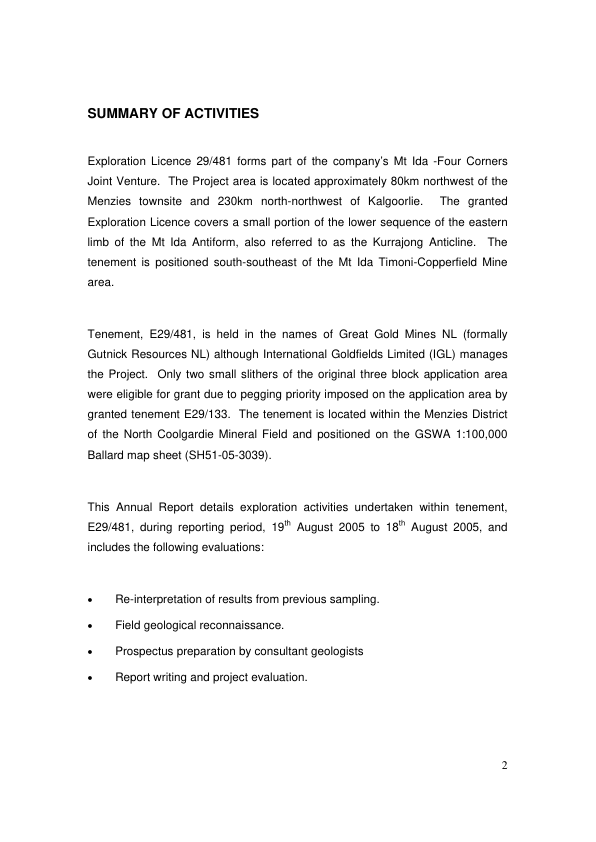 SUMMARY OF ACTIVITIES
Exploration Licence 29/481 forms part of the company's Mt Ida -Four Corners
Joint Venture.  The Project area is located approximately 80km northwest of the
Menzies townsite and 230km north-northwest of Kalgoorlie.  The granted
Exploration Licence covers a small portion of the lower sequence of the eastern
limb of the Mt Ida Antiform, also referred to as the Kurrajong Anticline.  The
tenement is positioned south-southeast of the Mt Ida Timoni-Copperfield Mine
area.
Tenement, E29/481, is held in the names of Great Gold Mines NL (formally
Gutnick Resources NL) although International Goldfields Limited (IGL) manages
the Project.  Only two small slithers of the original three block application area
were eligible for grant due to pegging priority imposed on the application area by
granted tenement E29/133.  The tenement is located within the Menzies District
of the North Coolgardie Mineral Field and positioned on the GSWA 1:100,000
Ballard map sheet (SH51-05-3039).
This Annual Report details exploration activities undertaken within tenement,
E29/481, during reporting period, 19th August 2005 to 18th August 2005, and
includes the following evaluations:
• Re-interpretation of results from previous sampling.
• Field geological reconnaissance.
• Prospectus preparation by consultant geologists
• Report writing and project evaluation.
2